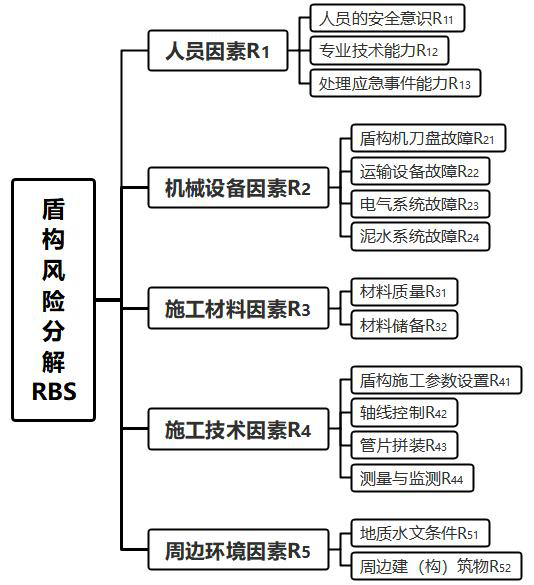 盾构风险分解RBS
人员因素R1
人员的安全意识R11
专业技术能力R12
处理应急事件能力R13
机械设备因素R2
盾构机刀盘故障R21
运输设备故障R22
电气系统故障R23
泥水系统故障R24
施工材料因素R3
材料质量R31
材料储备R32
施工技术因素R4
盾构施工参数设置R41
轴线控制R42
管片拼装R43
测量与监测R44
周边环境因素R5
地质水文条件R51
周边建（构）筑物R52